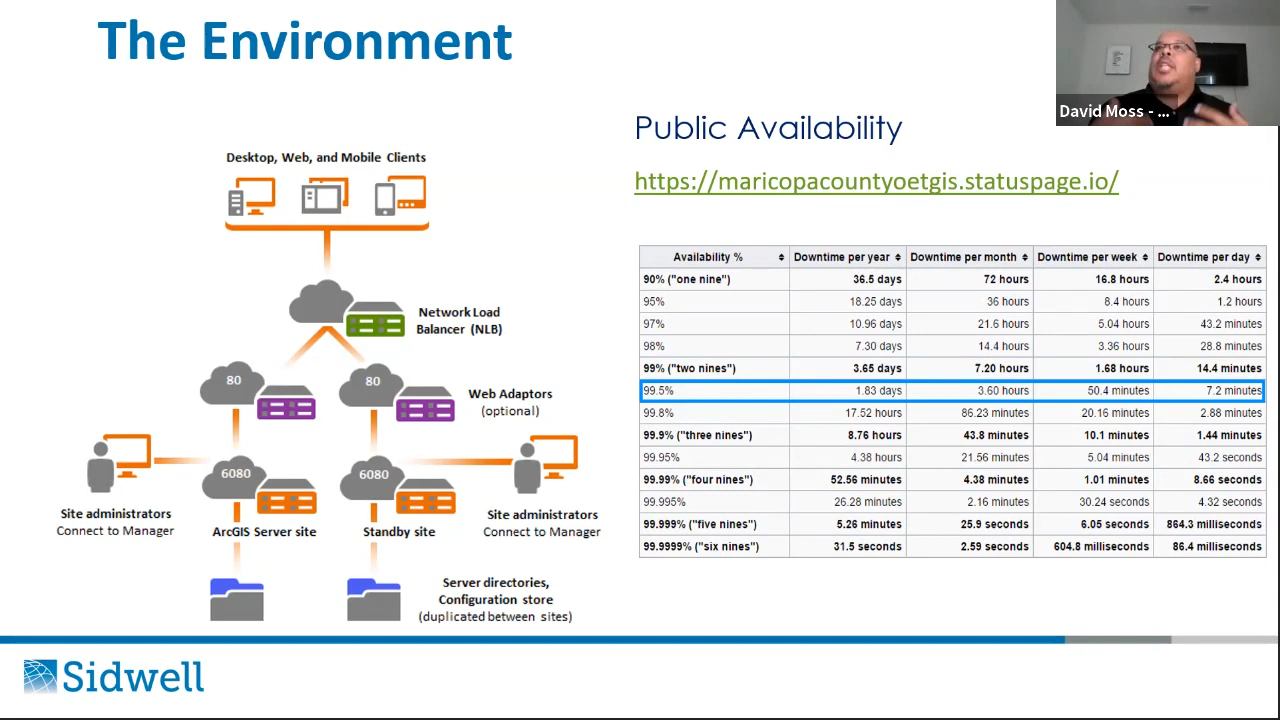 The Environment
David Moss - ...
Public Availability
https://maricopacountyoetgis.statuspage.io/
Desktop, Web, and Mobile Clients
Network Load
Balancer (NLB)
80
80
Web Adaptors
(optional)
6080
6080
Site administrators
Connect to Manager
ArcGIS Server site
Standby site
Site administrators
Connect to Manager
Server directories,
Configuration store
(duplicated between sites)
Availability % Downtime per year Downtime per month Downtime per week Downtime per day
90% ("one nine") 36.5 days 72 hours 16.8 hours 2.4 hours
95% 18.25 days 36 hours 8.4 hours 1.2 hours
97% 10.96 days 21.6 hours 5.04 hours 43.2 minutes
98% 7.30 days 14.4 hours 3.36 hours 28.8 minutes
99% ("two nines") 3.65 days 7.20 hours 1.68 hours 14.4 minutes
99.5% 1.83 days 3.60 hours 50.4 minutes 7.2 minutes
99.8% 17.52 hours 86.23 minutes 20.16 minutes 2.88 minutes
99.9% ("three nines") 8.76 hours 43.8 minutes 10.1 minutes 1.44 minutes
99.95% 4.38 hours 21.56 minutes 5.04 minutes 43.2 seconds
99.99% ("four nines") 52.56 minutes 4.38 minutes 1.01 minutes 8.66 seconds
99.995% 26.28 minutes 2.16 minutes 30.24 seconds 4.32 seconds
99.999% ("five nines") 5.26 minutes 25.9 seconds 6.05 seconds 864.3 milliseconds
99.9999% ("six nines") 31.5 seconds 2.59 seconds 604.8 milliseconds 86.4 milliseconds
Sidwell